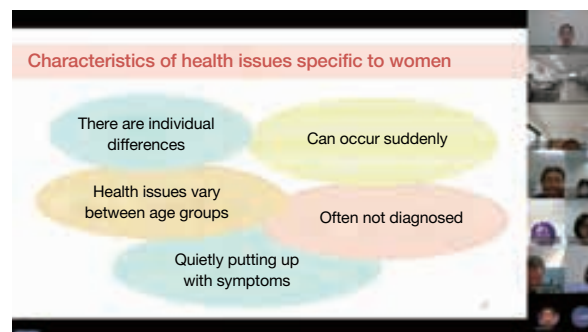 Characteristics of health issues specific to women
There are individual
differences
Can occur suddenly
Health issues vary
between age groups
Often not diagnosed
Quietly putting up
with symptoms